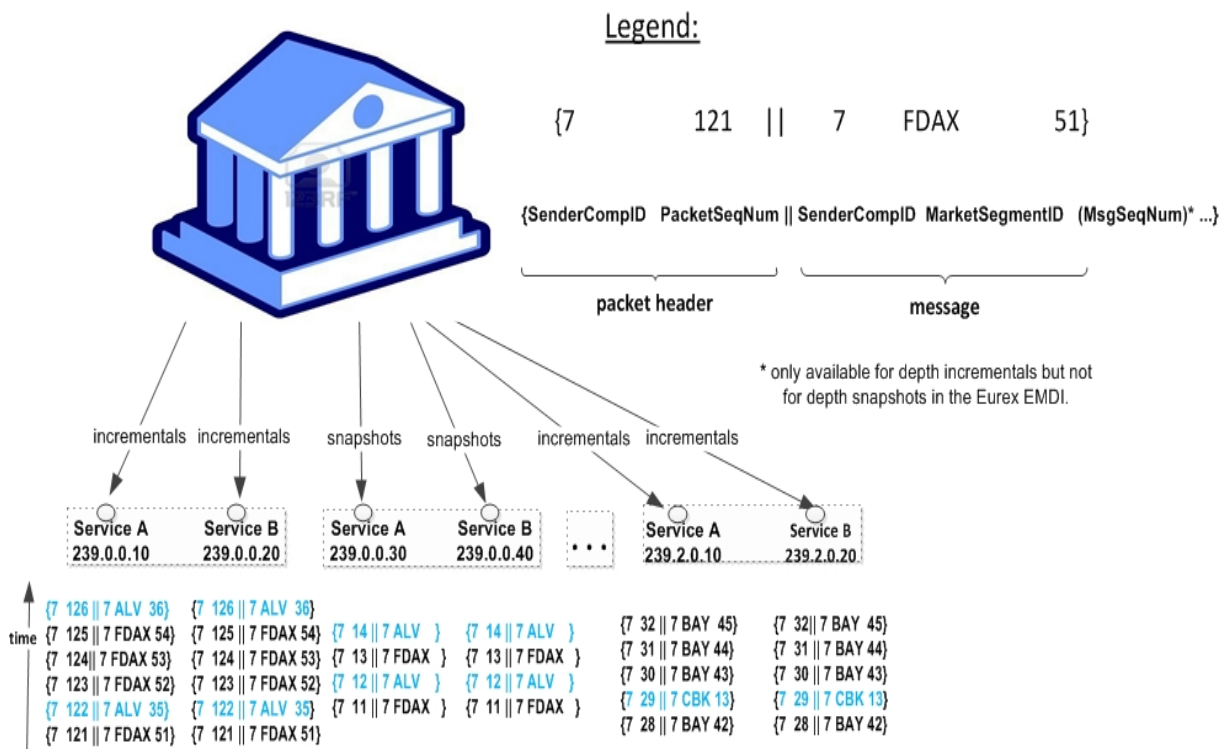 Legend:
{7 121 || 7 FDAX 51}
{SenderCompID PacketSeqNum || SenderCompID MarketSegmentID (MsgSeqNum)* ...}
packet header message
* only available for depth incrementals but not
for depth snapshots in the Eurex EMDI.
incrementals incrementals snapshots snapshots incrementals incrementals
Service A Service B Service A Service B Service A Service B
239.0.0.10 239.0.0.20 239.0.0.30 239.0.0.40 ... 239.2.0.10 239.2.0.20
time
{7 126 || 7 ALV 36}
{7 125 || 7 FDAX 54}
{7 124|| 7 FDAX 53}
{7 123 || 7 FDAX 52}
{7 122 || 7 ALV 35}
{7 121 || 7 FDAX 51}
{7 126 || 7 ALV 36}
{7 125 || 7 FDAX 54}
{7 124 || 7 FDAX 53}
{7 123 || 7 FDAX 52}
{7 122 || 7 ALV 35}
{7 121 || 7 FDAX 51}
{7 14 || 7 ALV }
{7 13 || 7 FDAX }
{7 12 || 7 ALV }
{7 11 || 7 FDAX }
{7 14 || 7 ALV }
{7 13 || 7 FDAX }
{7 12 || 7 ALV }
{7 11 || 7 FDAX }
{7 32 || 7 BAY 45}
{7 31 || 7 BAY 44}
{7 30 || 7 BAY 43}
{7 29 || 7 CBK 13}
{7 28 || 7 BAY 42}
{7 32|| 7 BAY 45}
{7 31 || 7 BAY 44}
{7 30 || 7 BAY 43}
{7 29 || 7 CBK 13}
{7 28 || 7 BAY 42}